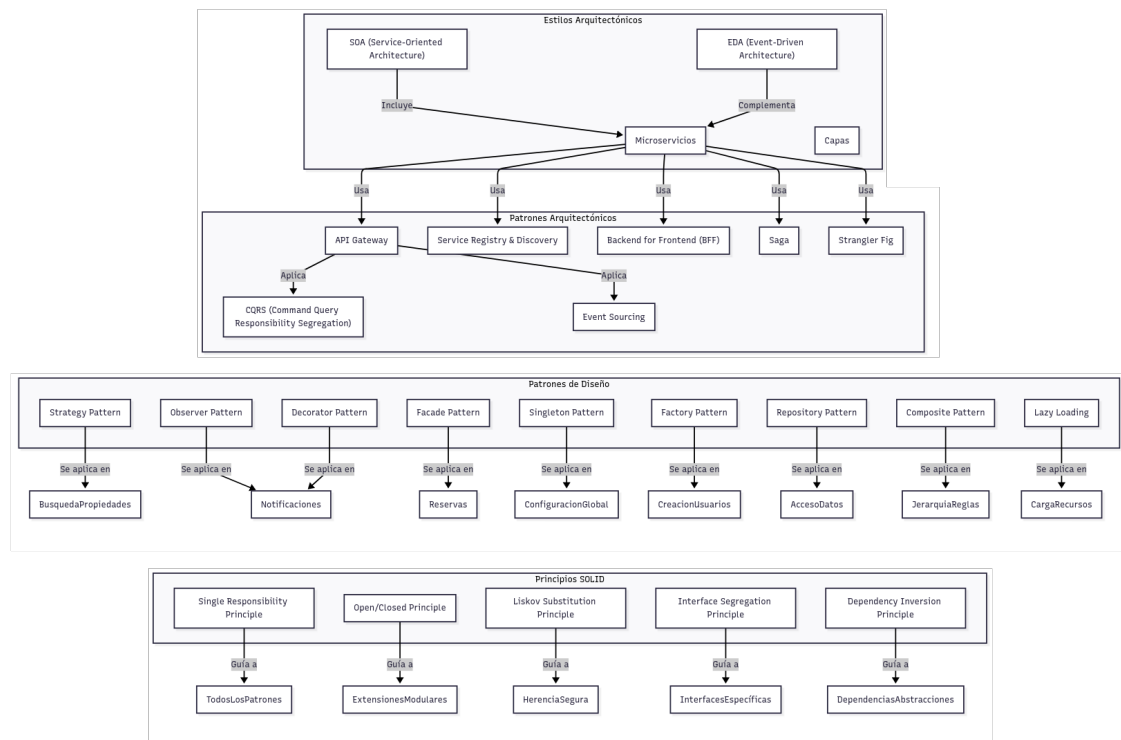 Estilos Arquitectónicos
SOA (Service-Oriented
Architecture)
EDA (Event-Driven
Architecture)
Incluye
Complementa
Microservicios
Capas
Usa
Usa
Usa
Usa
Usa
Patrones Arquitectónicos
API Gateway
Service Registry & Discovery
Backend for Frontend (BFF)
Saga
Strangler Fig
Aplica
Aplica
CQRS (Command Query
Responsibility Segregation)
Event Sourcing
Patrones de Diseño
Strategy Pattern
Observer Pattern
Decorator Pattern
Facade Pattern
Singleton Pattern
Factory Pattern
Repository Pattern
Composite Pattern
Lazy Loading
Se aplica en
Se aplica en
Se aplica en
Se aplica en
Se aplica en
Se aplica en
Se aplica en
Se aplica en
Se aplica en
BusquedaPropiedades
Notificaciones
Reservas
ConfiguracionGlobal
CreacionUsuarios
AccesoDatos
JerarquiaReglas
CargaRecursos
Principios SOLID
Single Responsibility
Principle
Open/Closed Principle
Liskov Substitution
Principle
Interface Segregation
Principle
Dependency Inversion
Principle
Guía a
Guía a
Guía a
Guía a
Guía a
TodosLosPatrones
ExtensionesModulares
HerenciaSegura
InterfacesEspecíficas
DependenciasAbstracciones